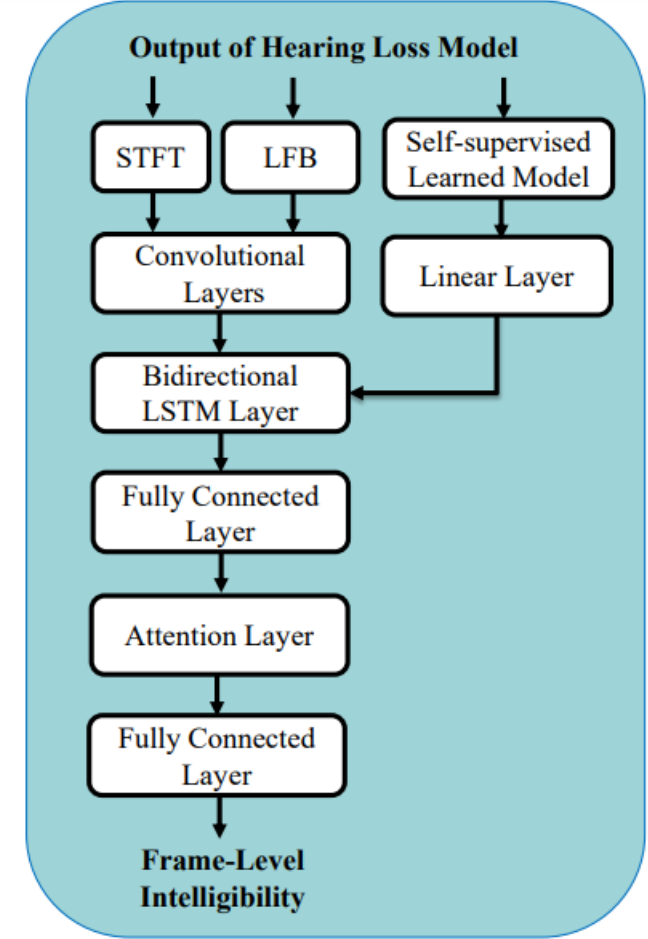 Output of Hearing Loss Model
STFT
LFB
Self-supervised
Learned Model
Convolutional
Layers
Linear Layer
Bidirectional
LSTM Layer
Fully Connected
Layer
Attention Layer
Fully Connected
Layer
Frame-Level
Intelligibility